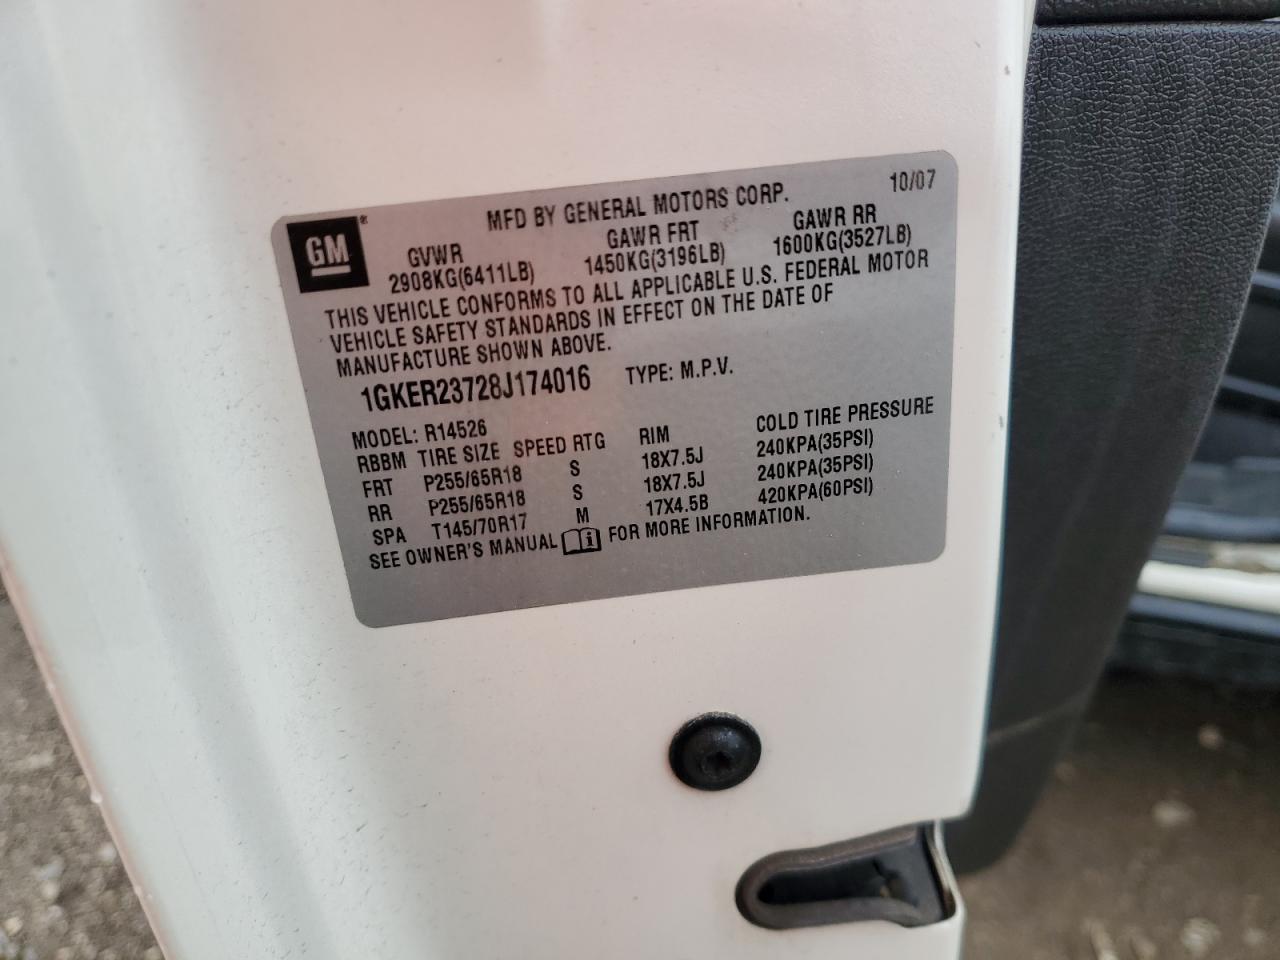 GM®
MFD BY GENERAL MOTORS CORP. 10/07
GVWR GAWR FRT GAWR RR
2908KG(6411LB) 1450KG(3196LB) 1600KG(3527LB)
THIS VEHICLE CONFORMS TO ALL APPLICABLE U.S. FEDERAL MOTOR
VEHICLE SAFETY STANDARDS IN EFFECT ON THE DATE OF
MANUFACTURE SHOWN ABOVE.
1GKER23728J174016 TYPE: M.P.V.
MODEL: R14526
RBBM TIRE SIZE SPEED RTG RIM COLD TIRE PRESSURE
FRT P255/65R18 S 18X7.5J 240KPA(35PSI)
RR P255/65R18 S 18X7.5J 240KPA(35PSI)
SPA T145/70R17 M 17X4.5B 420KPA(60PSI)
SEE OWNER'S MANUAL i FOR MORE INFORMATION.